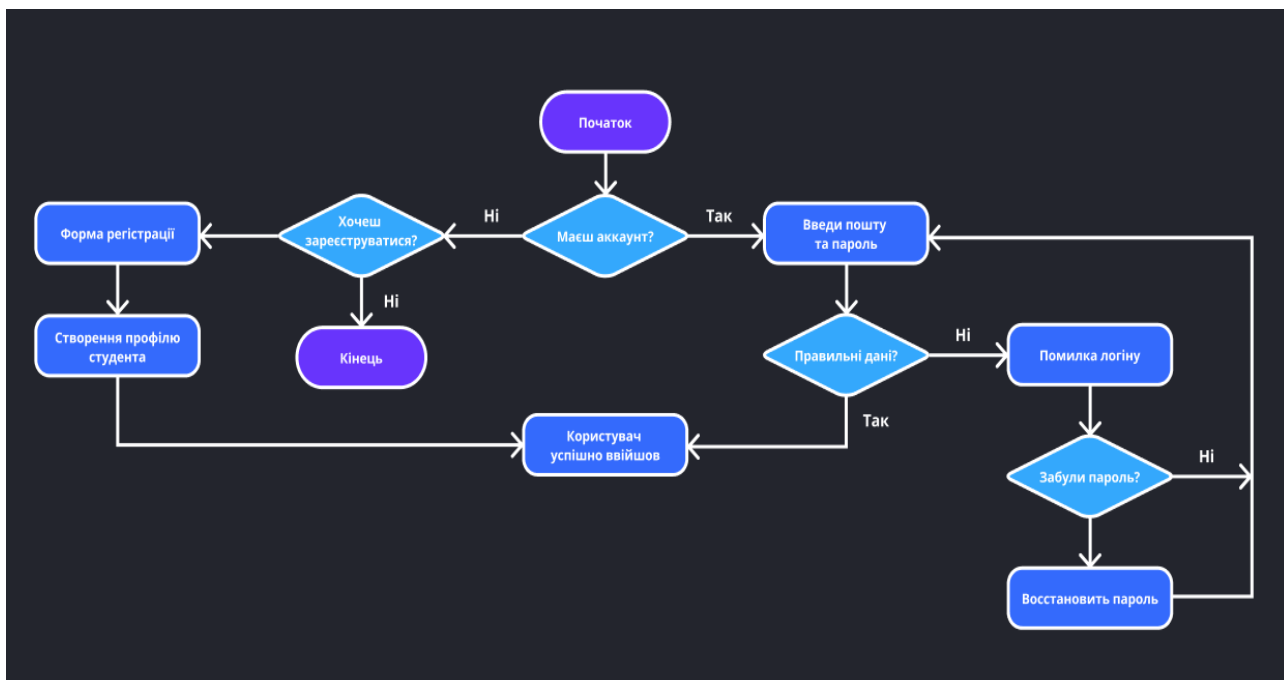 Початок
Хочеш
зареєструватися?
Ні
Маєш аккаунт?
Так
Введи пошту
та пароль
Форма регістрації
Ні
Створення профілю
студента
Кінець
Правильні дані?
Ні
Помилка логіну
Так
Користувач
успішно ввійшов
Забули пароль?
Ні
Восстановить пароль